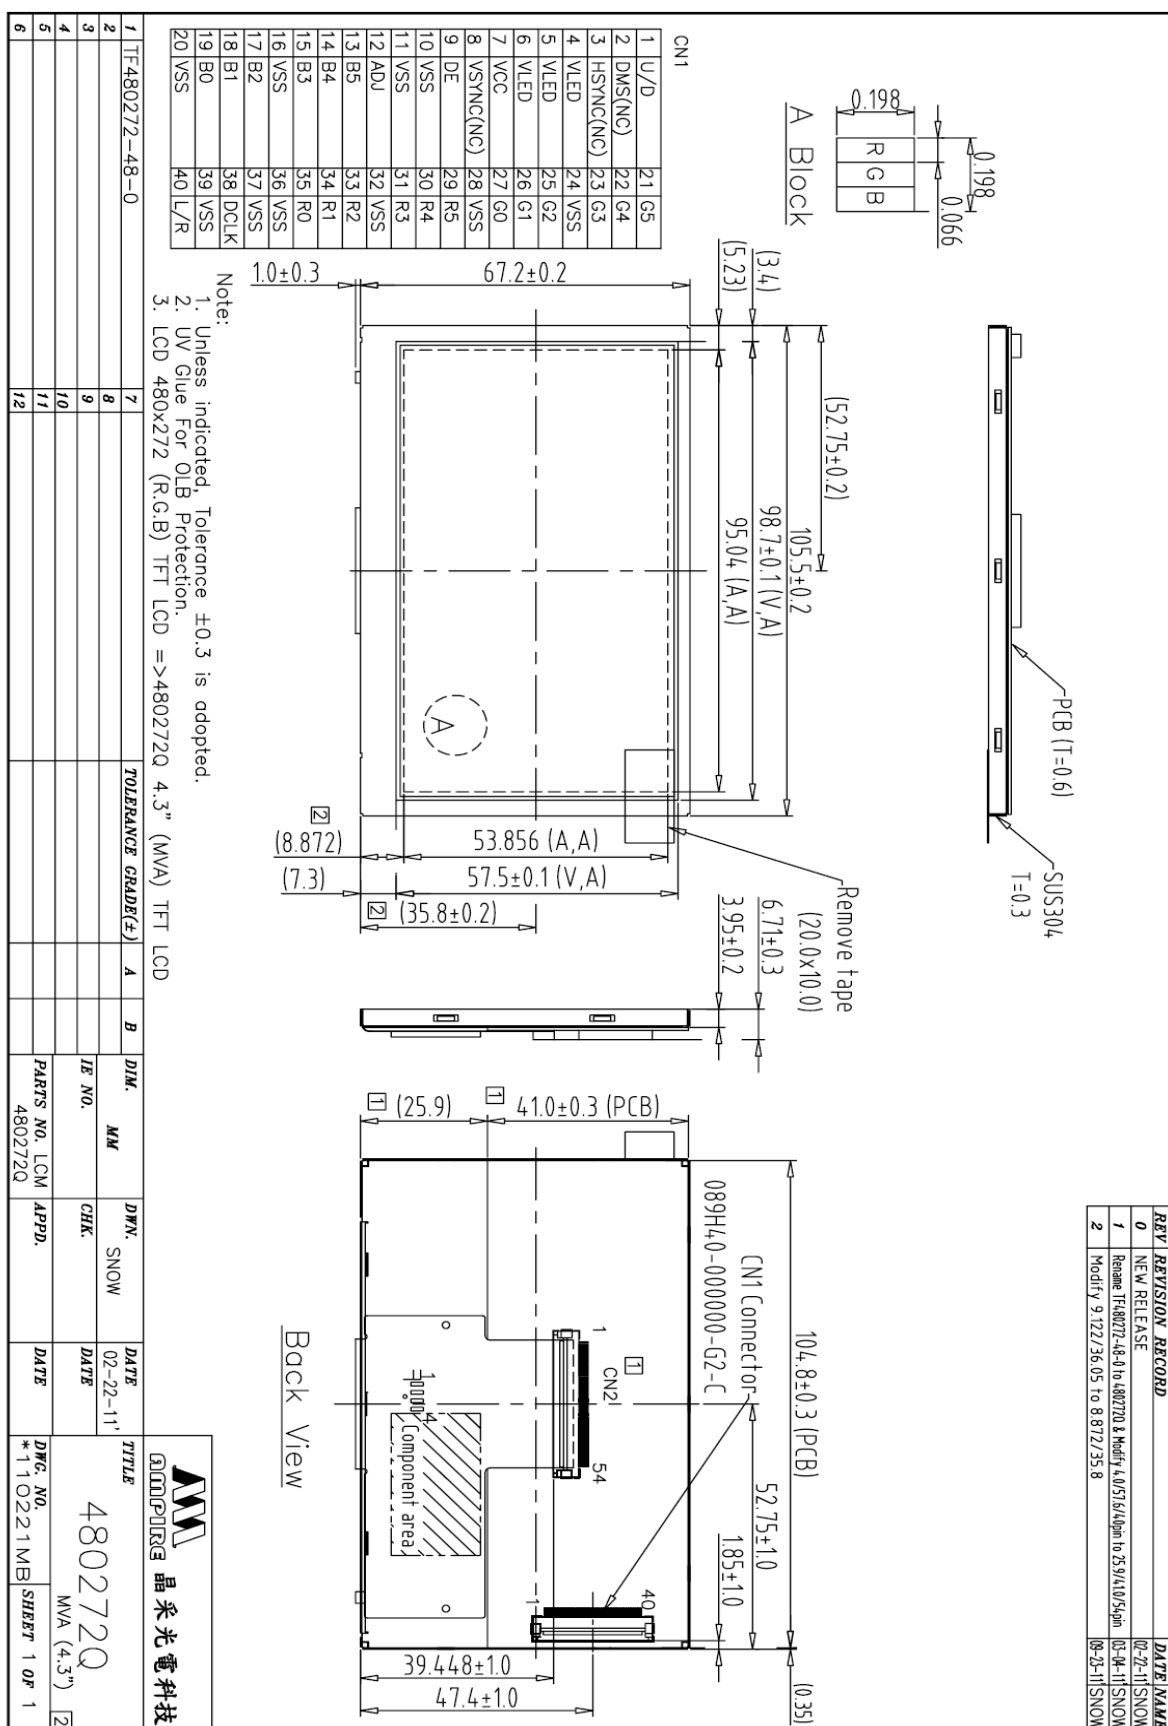 REV REVISION RECORD DATE NAME
0 NEW RELEASE 02-22-11' SNOW
1 Rename TF480272-48-0 to 480272Q & Modify 4.0/57.6/40pin to 25.9/41.0/54pin 03-04-11' SNOW
2 Modify 9.122/36.05 to 8.872/35.8 09-23-11' SNOW
PCB (T=0.6)
SUS304
T=0.3
0.198
0.066
0.198
R G B
A Block
(52.75±0.2)
105.5±0.2
(3.4)
98.7±0.1 (V,A)
(5.23)
95.04 (A,A)
Remove tape
(20.0x10.0)
6.71±0.3
3.95±0.2
104.8±0.3 (PCB)
(0.35)
52.75±1.0
1.85±1.0
CN1 Connector
089H40-000000-G2-C
CN1
1 U/D 21 G5
2 DMS(NC) 22 G4
3 HSYNC(NC) 23 G3
4 VLED 24 VSS
5 VLED 25 G2
6 VLED 26 G1
7 VCC 27 G0
8 VSYNC(NC) 28 VSS
9 DE 29 R5
10 VSS 30 R4
11 VSS 31 R3
12 ADJ 32 VSS
13 B5 33 R2
14 B4 34 R1
15 B3 35 R0
16 VSS 36 VSS
17 B2 37 VSS
18 B1 38 DCLK
19 B0 39 VSS
20 VSS 40 L/R
67.2±0.2
1.0±0.3
A
53.856 (A,A)
2 (8.872)
57.5±0.1 (V,A)
(7.3)
2 (35.8±0.2)
1 41.0±0.3 (PCB)
1 (25.9)
1
CN2
1 54
1 4
Component area
40
1
39.448±1.0
47.4±1.0
Back View
Note:
1. Unless indicated, Tolerance ±0.3 is adopted.
2. UV Glue For OLB Protection.
3. LCD 480x272 (R.G.B) TFT LCD =>480272Q 4.3" (MVA) TFT LCD
1 TF480272-48-0 7
2 8
3 9
4 10
5 11
6 12
TOLERANCE GRADE(±) A B
DIM. MM
IE NO.
PARTS NO. LCM
480272Q
DWN. SNOW
CHK.
APPD.
DATE 02-22-11'
DATE
DATE
AMPIRE 晶采光電科技
TITLE
480272Q
MVA (4.3") 2
DWG. NO. *110221MB
SHEET 1 OF 1